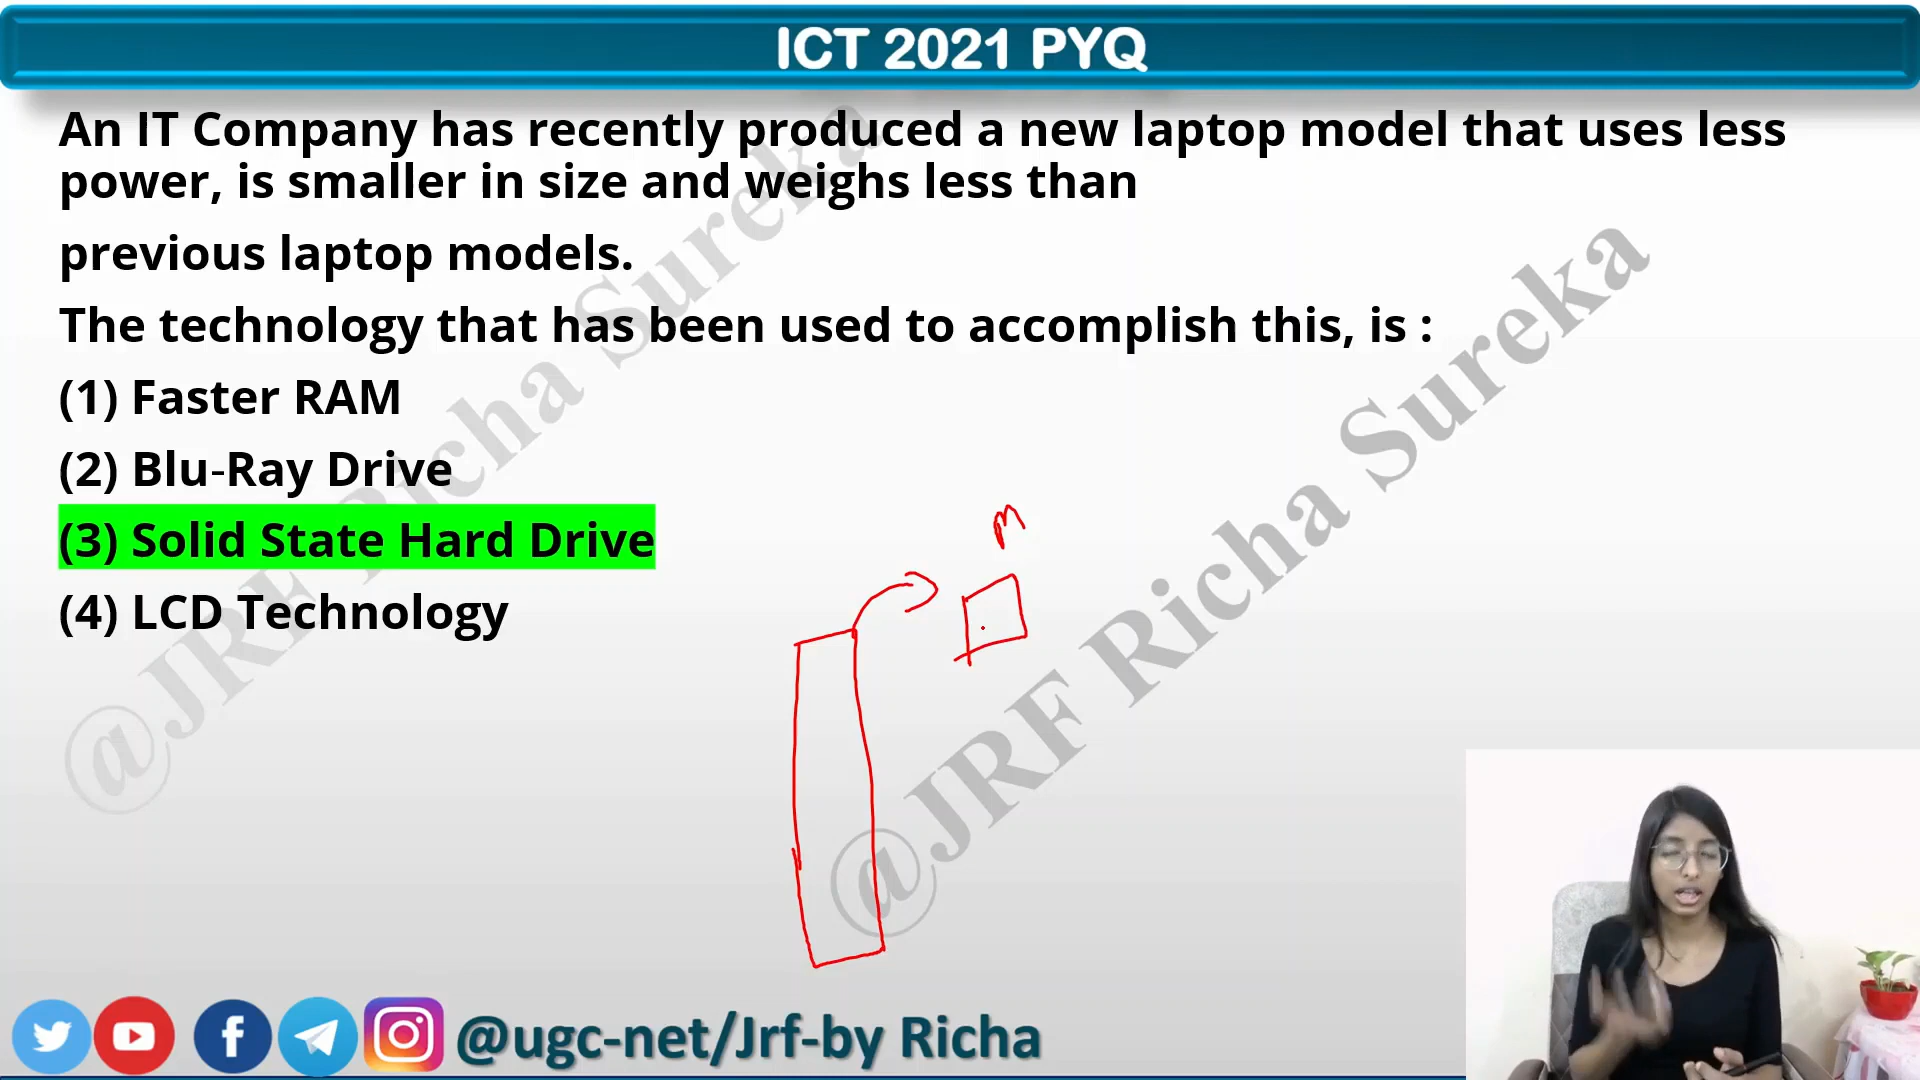 ICT 2021 PYQ
An IT Company has recently produced a new laptop model that uses less
power, is smaller in size and weighs less than
previous laptop models.
The technology that has been used to accomplish this, is :
(1) Faster RAM
(2) Blu-Ray Drive
(3) Solid State Hard Drive
(4) LCD Technology
m
@JRF Richa Sureka
@JRF Richa Sureka
@ugc-net/Jrf-by Richa